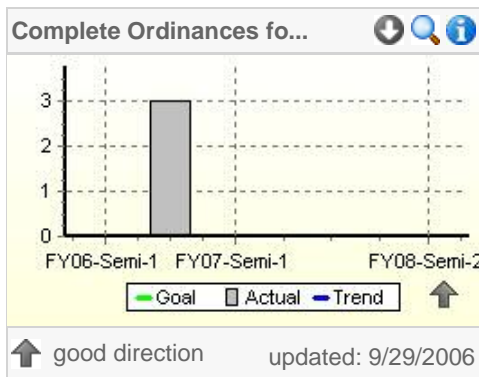 Complete Ordinances fo...
3
2
1
0
FY06-Semi-1 FY07-Semi-1 FY08-Semi-2
Goal Actual Trend
good direction updated: 9/29/2006